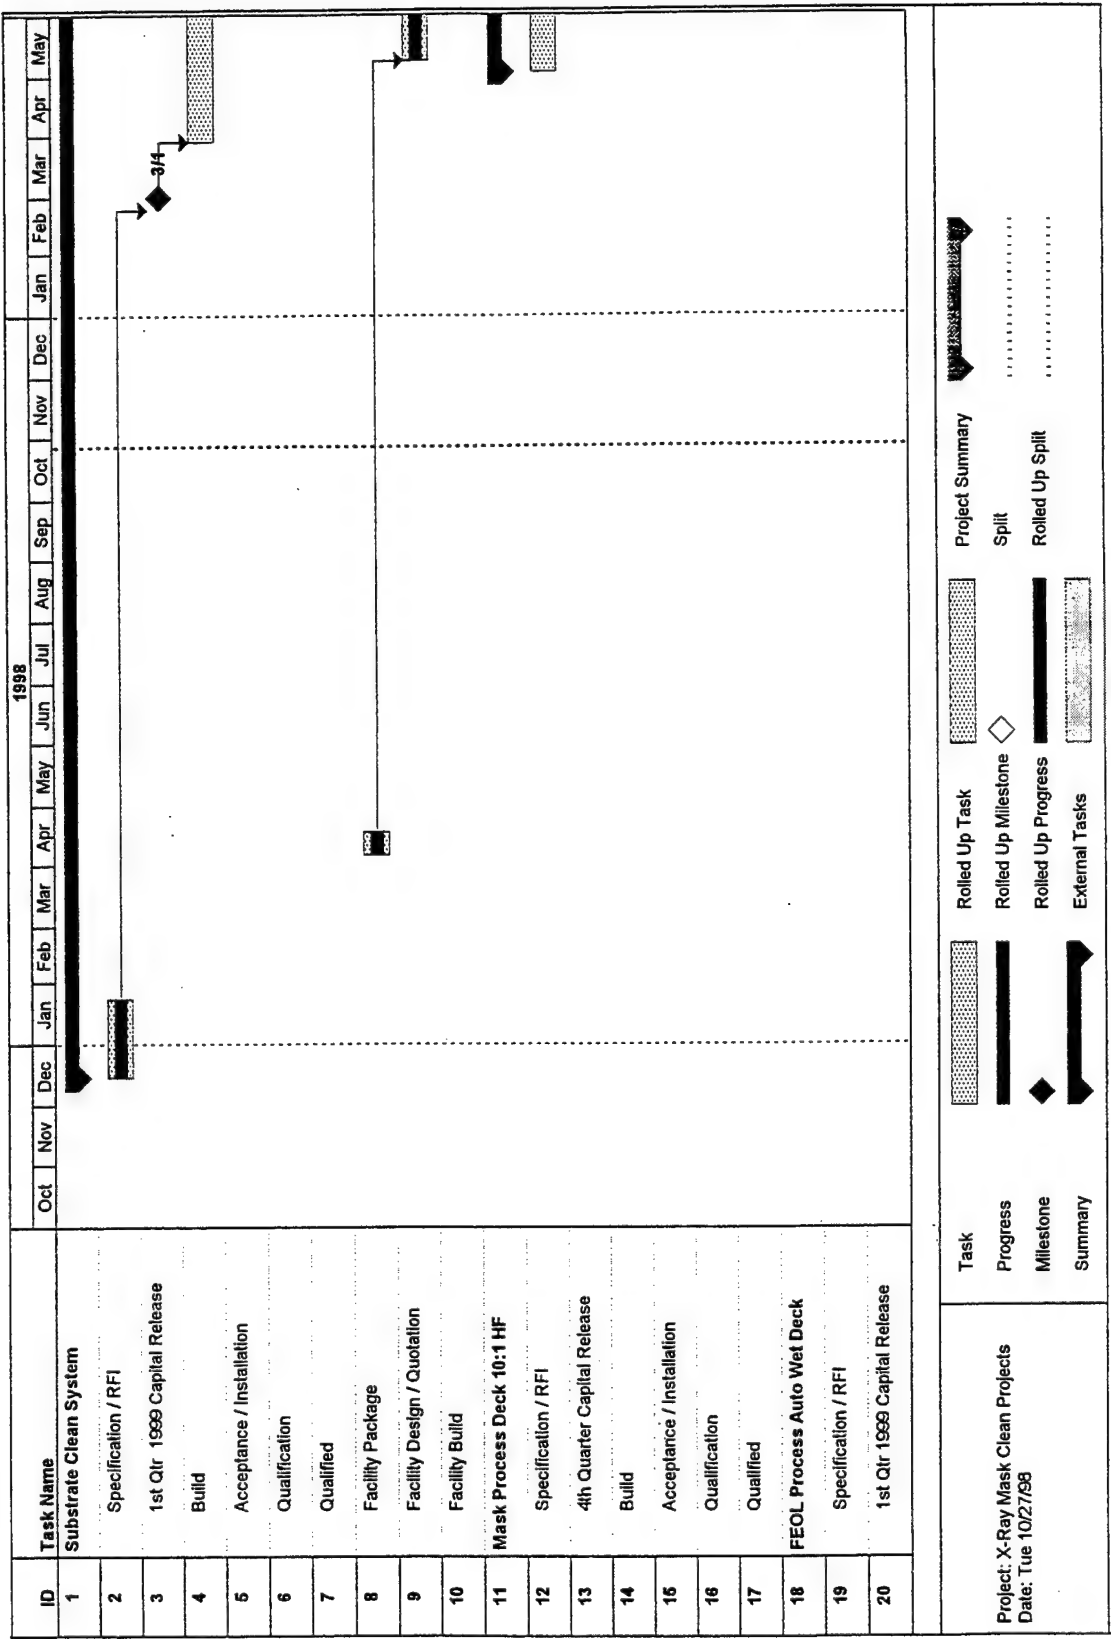 1998
ID Task Name Oct Nov Dec Jan Feb Mar Apr May Jun Jul Aug Sep Oct Nov Dec Jan Feb Mar Apr May
1 Substrate Clean System
2 Specification / RFI
3 1st Qtr 1999 Capital Release 3/1
4 Build
5 Acceptance / Installation
6 Qualification
7 Qualified
8 Facility Package
9 Facility Design / Quotation
10 Facility Build
11 Mask Process Deck 10:1 HF
12 Specification / RFI
13 4th Quarter Capital Release
14 Build
15 Acceptance / Installation
16 Qualification
17 Qualified
18 FEOL Process Auto Wet Deck
19 Specification / RFI
20 1st Qtr 1999 Capital Release
Project: X-Ray Mask Clean Projects
Date: Tue 10/27/98
Task Rolled Up Task Project Summary
Progress Rolled Up Milestone Split
Milestone Rolled Up Progress Rolled Up Split
Summary External Tasks